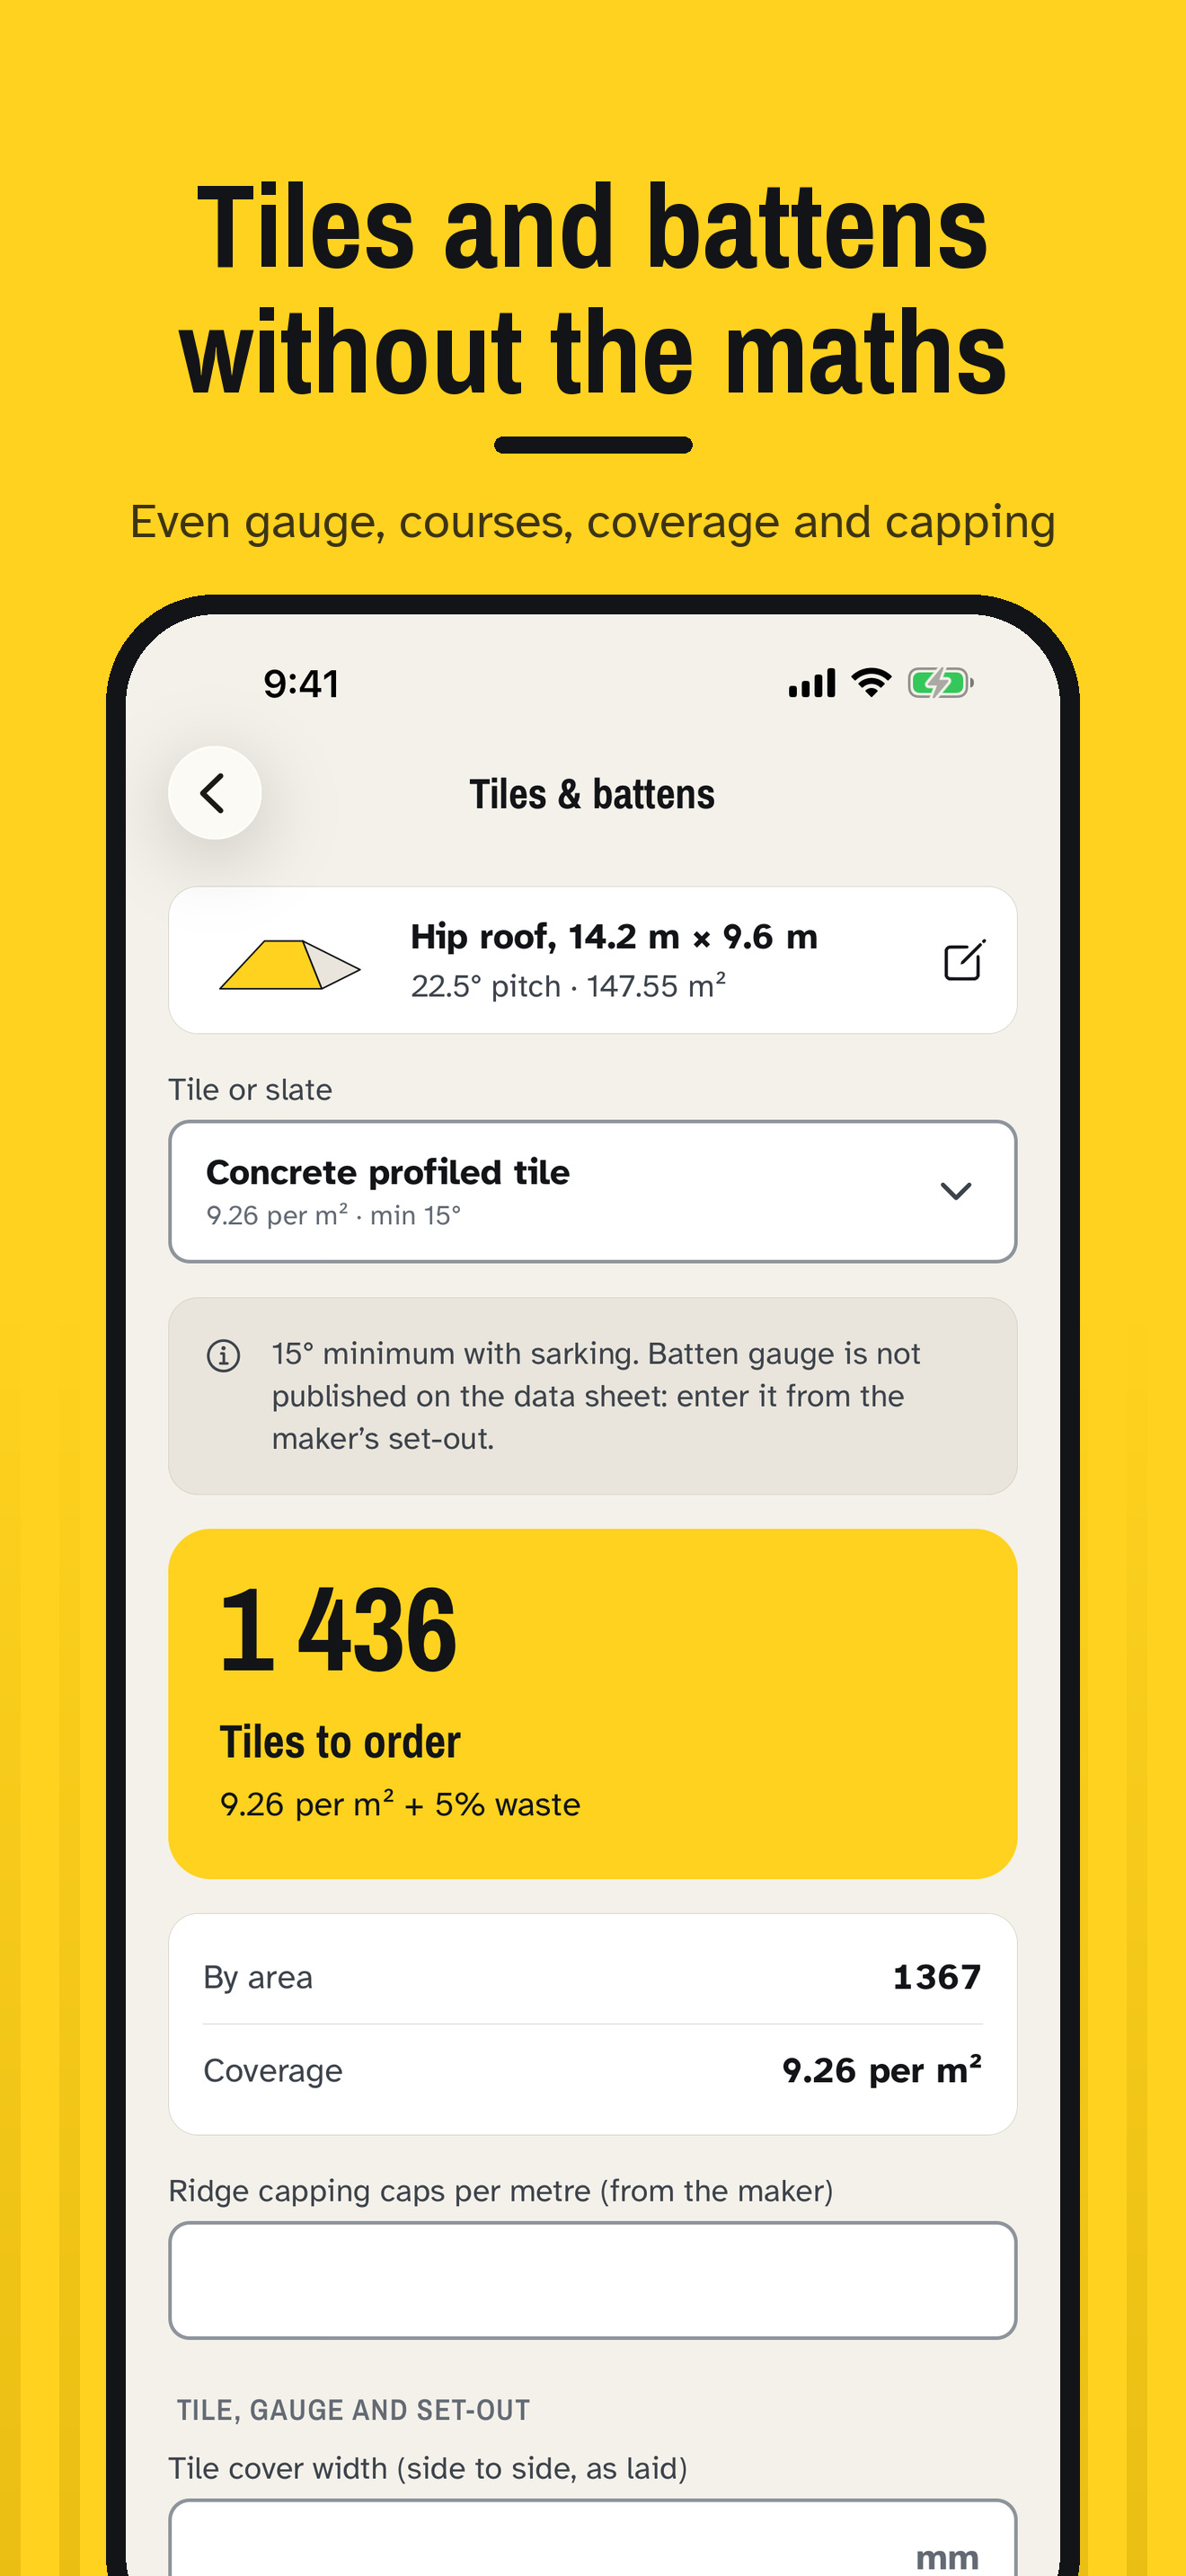 Tiles and battens
without the maths
Even gauge, courses, coverage and capping
9:41
Tiles & battens
Hip roof, 14.2 m × 9.6 m
22.5° pitch · 147.55 m²
Tile or slate
Concrete profiled tile
9.26 per m² · min 15°
15° minimum with sarking. Batten gauge is not
published on the data sheet: enter it from the
maker’s set-out.
1 436
Tiles to order
9.26 per m² + 5% waste
By area 1367
Coverage 9.26 per m²
Ridge capping caps per metre (from the maker)
TILE, GAUGE AND SET-OUT
Tile cover width (side to side, as laid)
mm